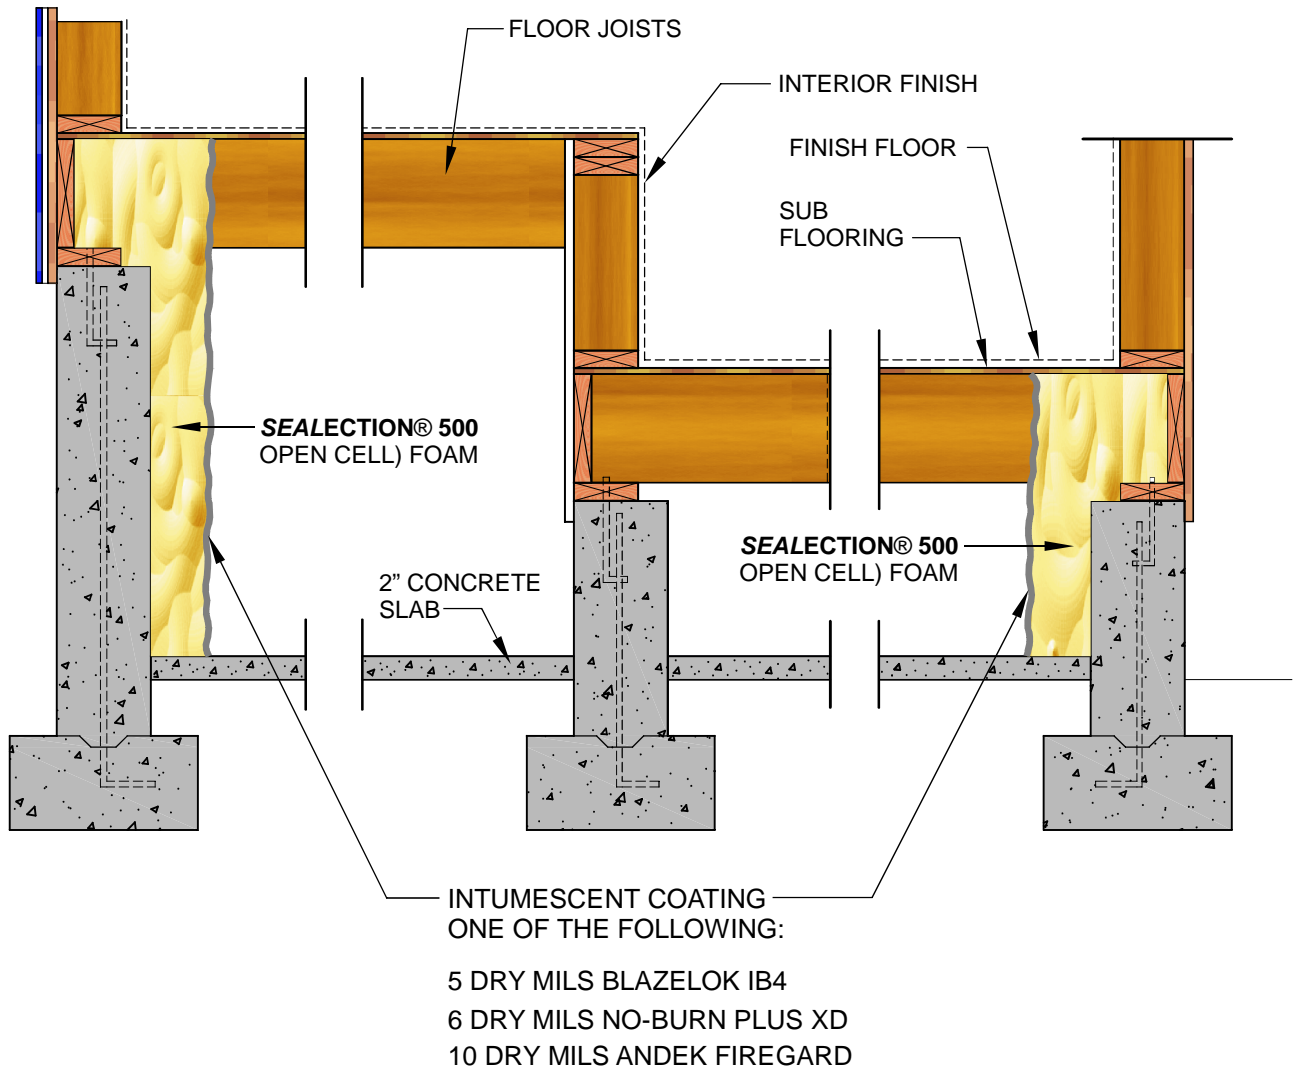 FLOOR JOISTS
INTERIOR FINISH
FINISH FLOOR
SUB
FLOORING
SEALECTION® 500
OPEN CELL) FOAM
SEALECTION® 500
OPEN CELL) FOAM
2” CONCRETE
SLAB
INTUMESCENT COATING
ONE OF THE FOLLOWING:
5 DRY MILS BLAZELOK IB4
6 DRY MILS NO-BURN PLUS XD
10 DRY MILS ANDEK FIREGARD